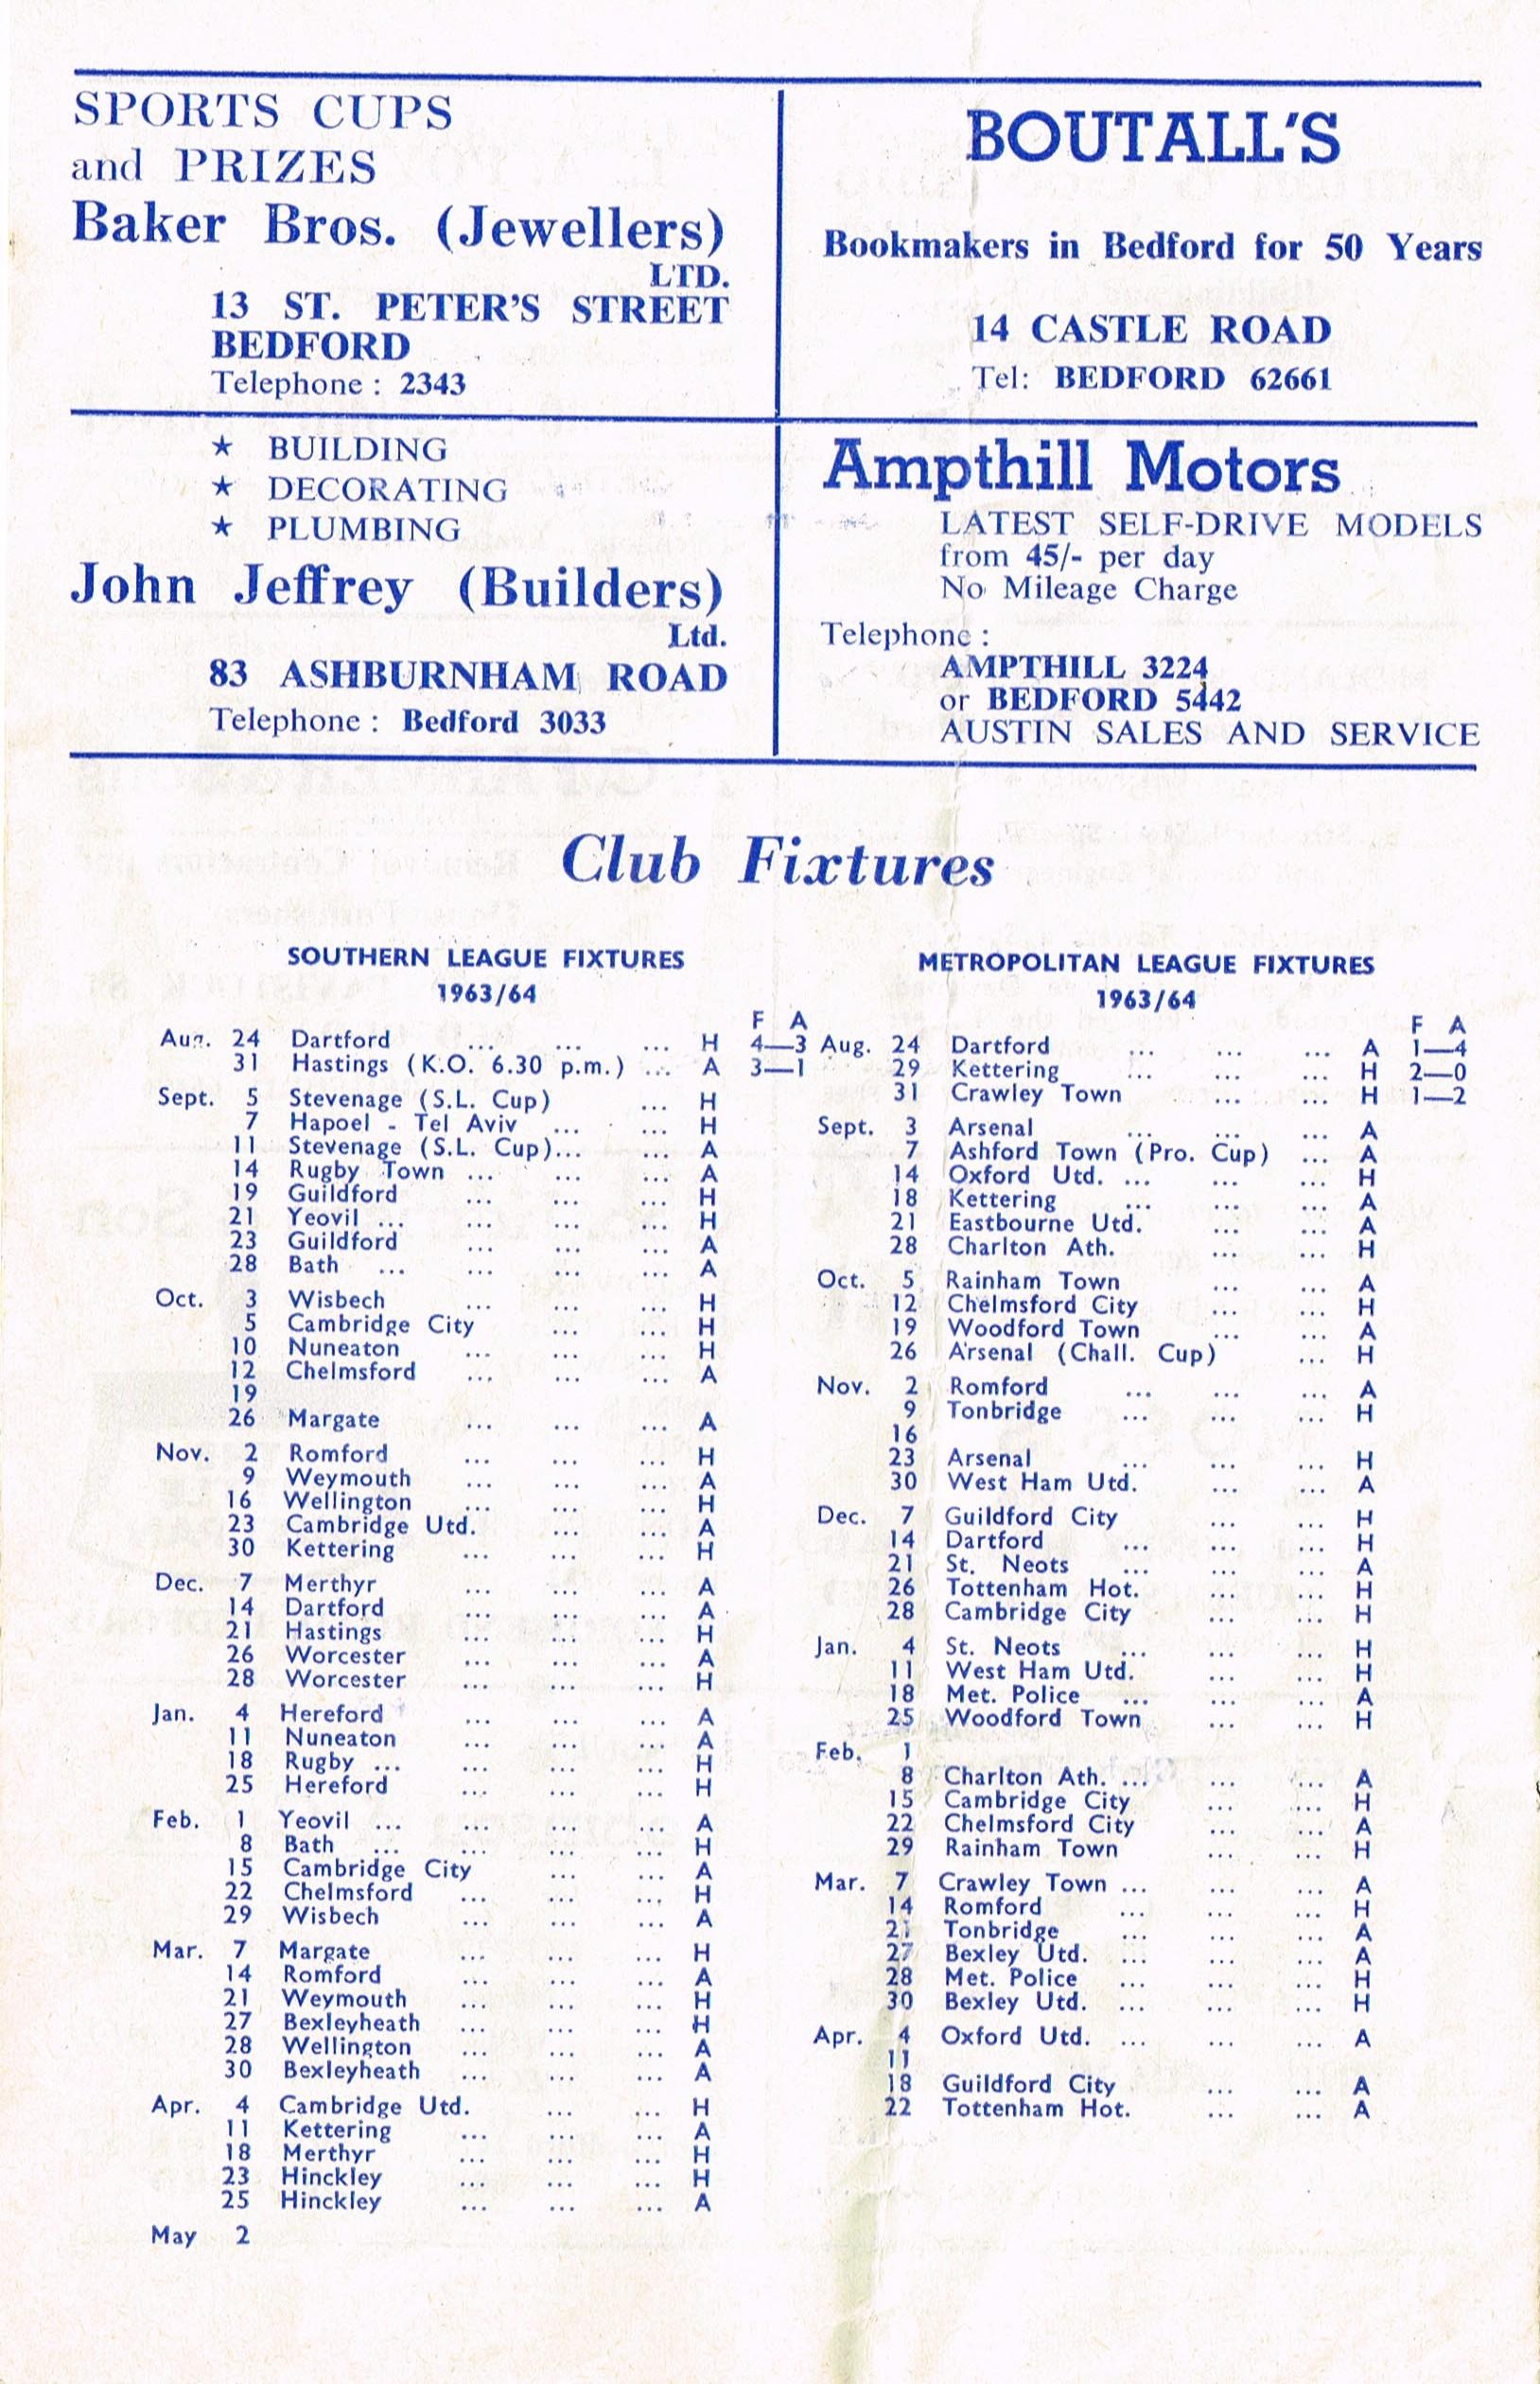 SPORTS CUPS
and PRIZES
Baker Bros. (Jewellers)
LTD.
13 ST. PETER'S STREET
BEDFORD
Telephone : 2343
BOUTALL'S
Bookmakers in Bedford for 50 Years
14 CASTLE ROAD
Tel: BEDFORD 62661
★ BUILDING
★ DECORATING
★ PLUMBING
John Jeffrey (Builders)
Ltd.
83 ASHBURNHAM ROAD
Telephone : Bedford 3033
Ampthill Motors
LATEST SELF-DRIVE MODELS
from 45/- per day
No Mileage Charge
Telephone :
AMPTHILL 3224
or BEDFORD 5442
AUSTIN SALES AND SERVICE
Club Fixtures
SOUTHERN LEAGUE FIXTURES
1963/64
F A
Aug. 24 Dartford ... ... ... H 4—3
31 Hastings (K.O. 6.30 p.m.) ... A 3—1
Sept. 5 Stevenage (S.L. Cup) ... H
7 Hapoel - Tel Aviv ... ... H
11 Stevenage (S.L. Cup)... ... A
14 Rugby Town ... ... ... A
19 Guildford ... ... ... H
21 Yeovil ... ... ... ... H
23 Guildford ... ... ... A
28 Bath ... ... ... ... A
Oct. 3 Wisbech ... ... ... H
5 Cambridge City ... ... H
10 Nuneaton ... ... ... H
12 Chelmsford ... ... ... A
19
26 Margate ... ... ... A
Nov. 2 Romford ... ... ... H
9 Weymouth ... ... ... A
16 Wellington ... ... ... H
23 Cambridge Utd. ... ... A
30 Kettering ... ... ... H
Dec. 7 Merthyr ... ... ... A
14 Dartford ... ... ... A
21 Hastings ... ... ... H
26 Worcester ... ... ... A
28 Worcester ... ... ... H
Jan. 4 Hereford ... ... ... A
11 Nuneaton ... ... ... A
18 Rugby ... ... ... ... H
25 Hereford ... ... ... H
Feb. 1 Yeovil ... ... ... ... A
8 Bath ... ... ... ... H
15 Cambridge City ... ... A
22 Chelmsford ... ... ... H
29 Wisbech ... ... ... A
Mar. 7 Margate ... ... ... H
14 Romford ... ... ... A
21 Weymouth ... ... ... H
27 Bexleyheath ... ... ... H
28 Wellington ... ... ... A
30 Bexleyheath ... ... ... A
Apr. 4 Cambridge Utd. ... ... H
11 Kettering ... ... ... A
18 Merthyr ... ... ... H
23 Hinckley ... ... ... H
25 Hinckley ... ... ... A
May 2
METROPOLITAN LEAGUE FIXTURES
1963/64
F A
Aug. 24 Dartford ... ... ... A 1—4
29 Kettering ... ... ... H 2—0
31 Crawley Town ... ... H 1—2
Sept. 3 Arsenal ... ... ... A
7 Ashford Town (Pro. Cup) ... A
14 Oxford Utd. ... ... ... H
18 Kettering ... ... ... A
21 Eastbourne Utd. ... ... A
28 Charlton Ath. ... ... H
Oct. 5 Rainham Town ... ... A
12 Chelmsford City ... ... H
19 Woodford Town ... ... A
26 Arsenal (Chall. Cup) ... H
Nov. 2 Romford ... ... ... A
9 Tonbridge ... ... ... H
16
23 Arsenal ... ... ... H
30 West Ham Utd. ... ... A
Dec. 7 Guildford City ... ... H
14 Dartford ... ... ... H
21 St. Neots ... ... ... A
26 Tottenham Hot. ... ... H
28 Cambridge City ... ... H
Jan. 4 St. Neots ... ... ... H
11 West Ham Utd. ... ... H
18 Met. Police ... ... ... A
25 Woodford Town ... ... H
Feb. 1
8 Charlton Ath. ... ... ... A
15 Cambridge City ... ... H
22 Chelmsford City ... ... A
29 Rainham Town ... ... H
Mar. 7 Crawley Town ... ... ... A
14 Romford ... ... ... H
21 Tonbridge ... ... ... A
27 Bexley Utd. ... ... ... A
28 Met. Police ... ... ... H
30 Bexley Utd. ... ... ... H
Apr. 4 Oxford Utd. ... ... ... A
11
18 Guildford City ... ... A
22 Tottenham Hot. ... ... A